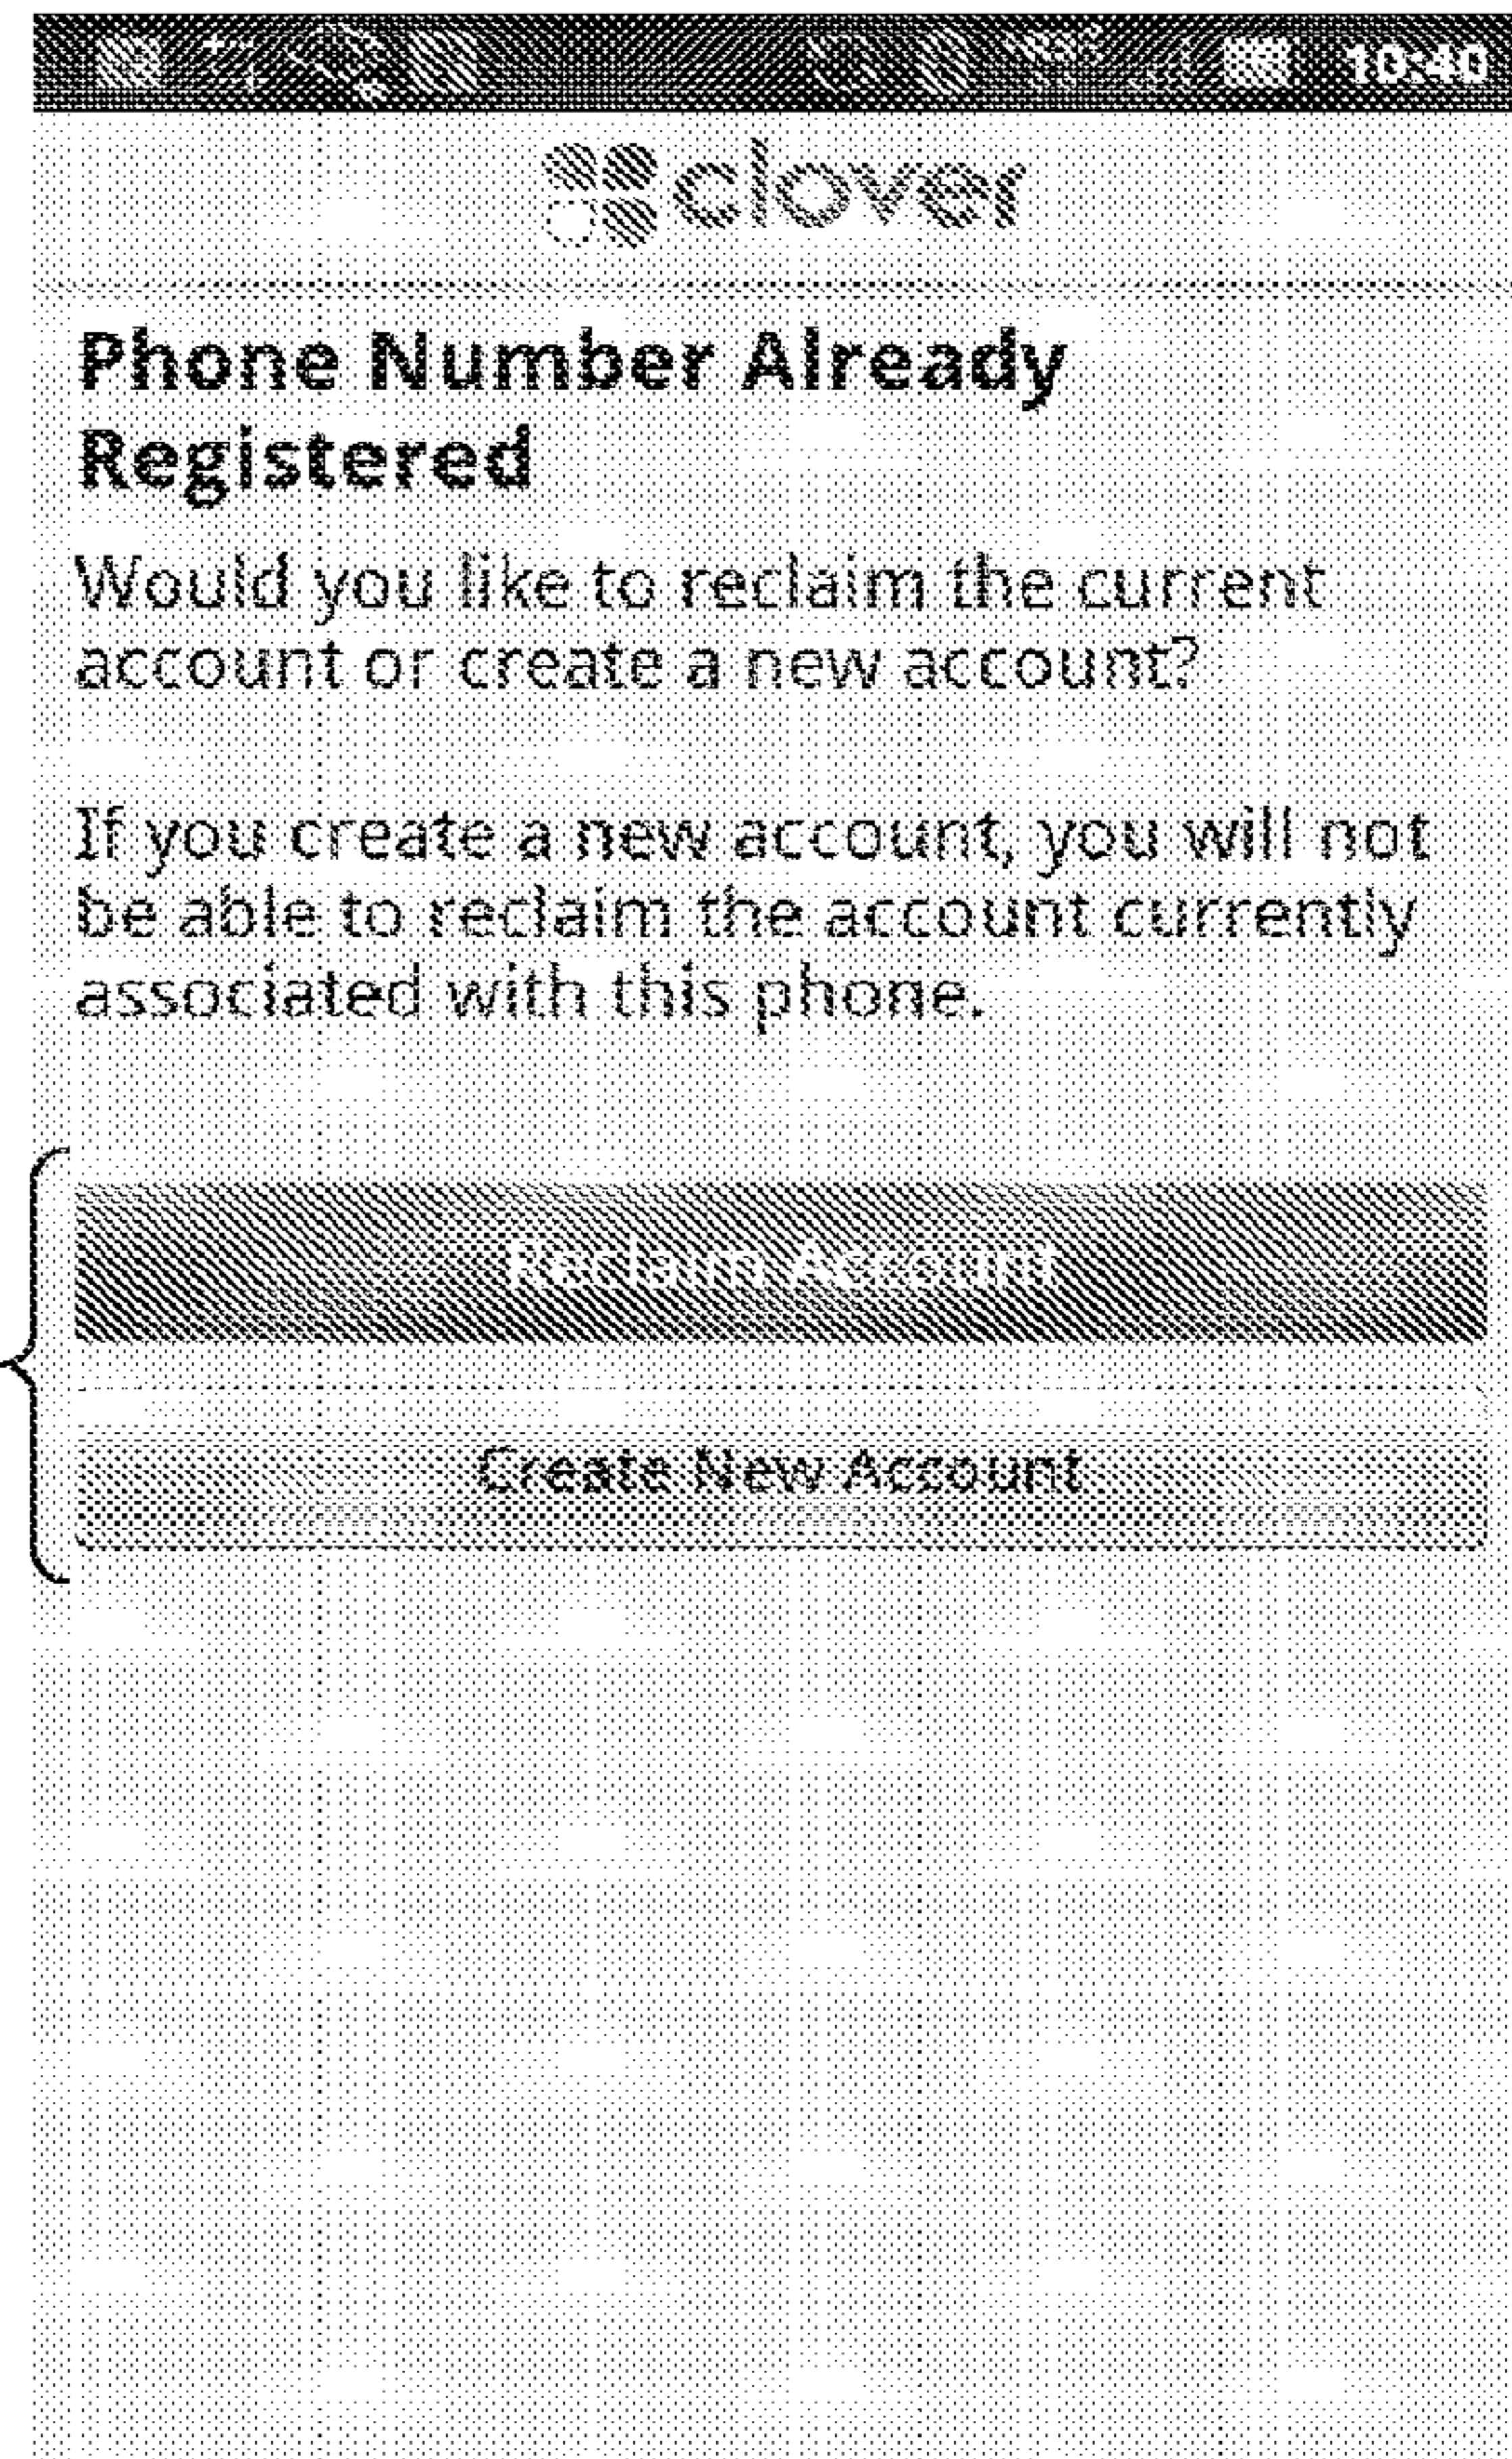 10:40
clover
Phone Number Already
Registered
Would you like to reclaim the current
account or create a new account?
If you create a new account, you will not
be able to reclaim the account currently
associated with this phone.
Reclaim Account
Create New Account